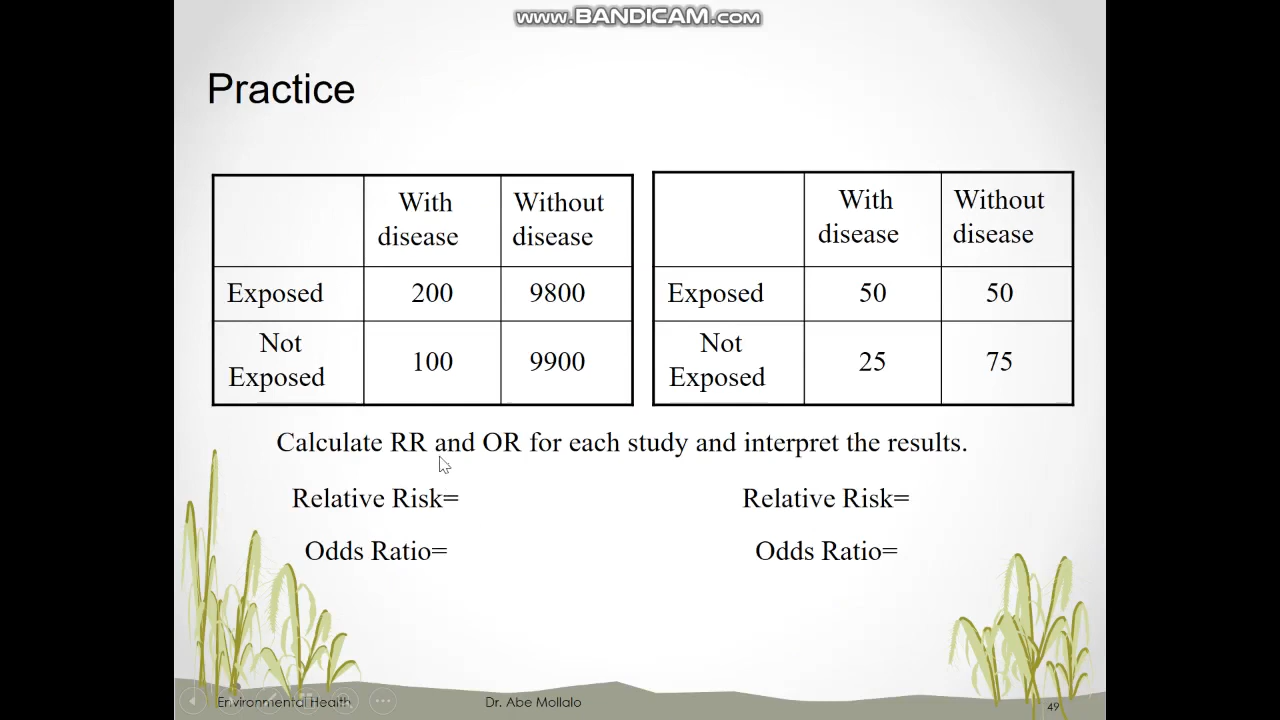 www.BANDICAM.com
Practice
With
disease
Without
disease
Exposed
200
9800
Not
Exposed
100
9900
With
disease
Without
disease
Exposed
50
50
Not
Exposed
25
75
Calculate RR and OR for each study and interpret the results.
Relative Risk=
Odds Ratio=
Relative Risk=
Odds Ratio=
Environmental Health
Dr. Abe Mollalo
49